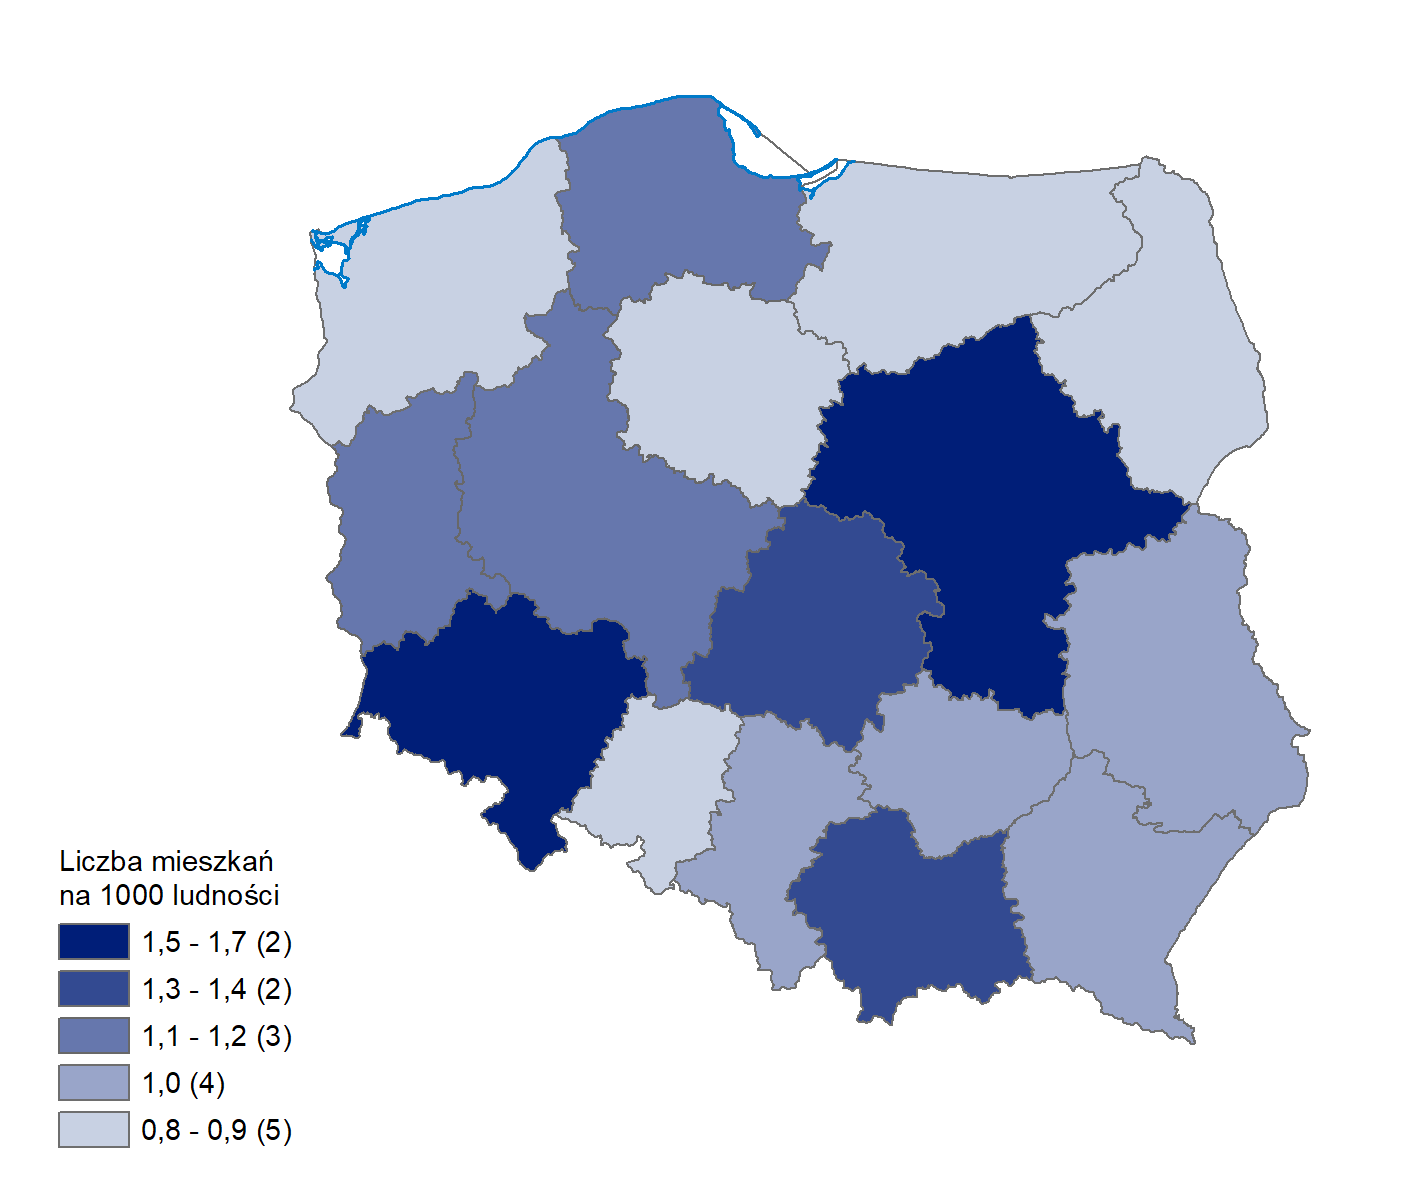 Liczba mieszkań
na 1000 ludności
1,5 - 1,7 (2)
1,3 - 1,4 (2)
1,1 - 1,2 (3)
1,0 (4)
0,8 - 0,9 (5)